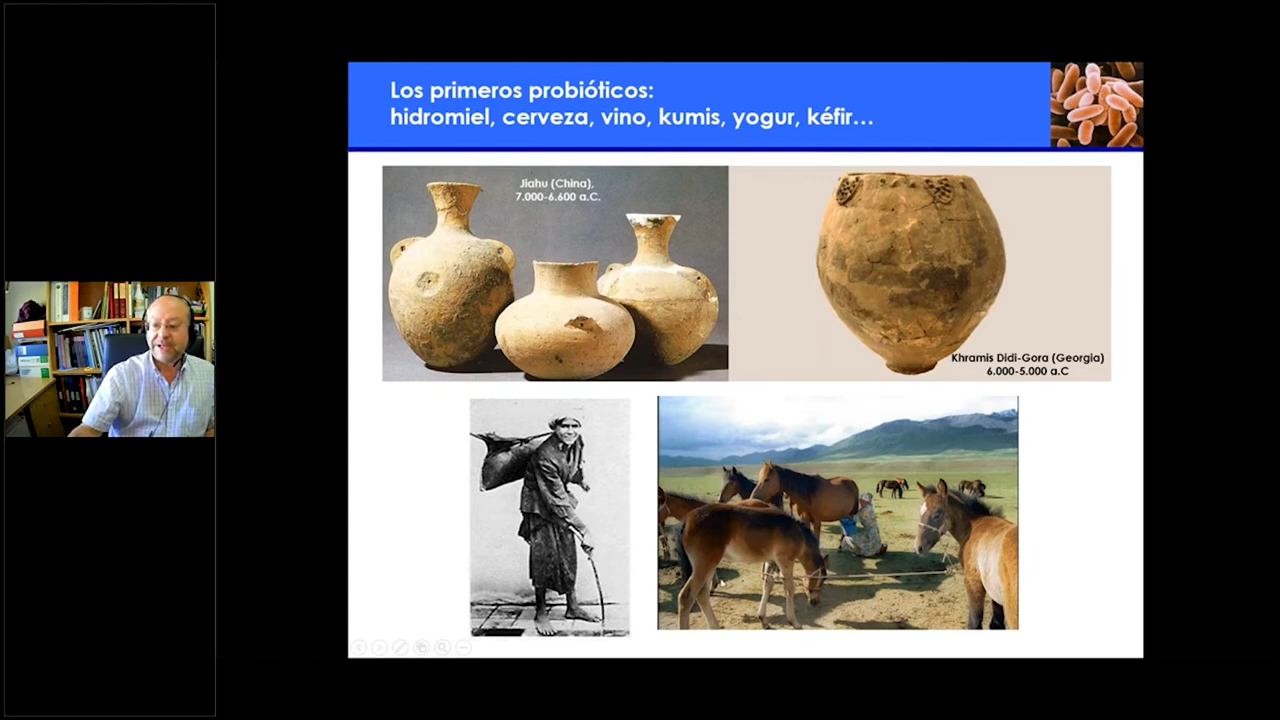 Los primeros probióticos:
hidromiel, cerveza, vino, kumis, yogur, kéfir...
Jiahu (China),
7.000-6.600 a.C.
Khramis Didi-Gora (Georgia)
6.000-5.000 a.C